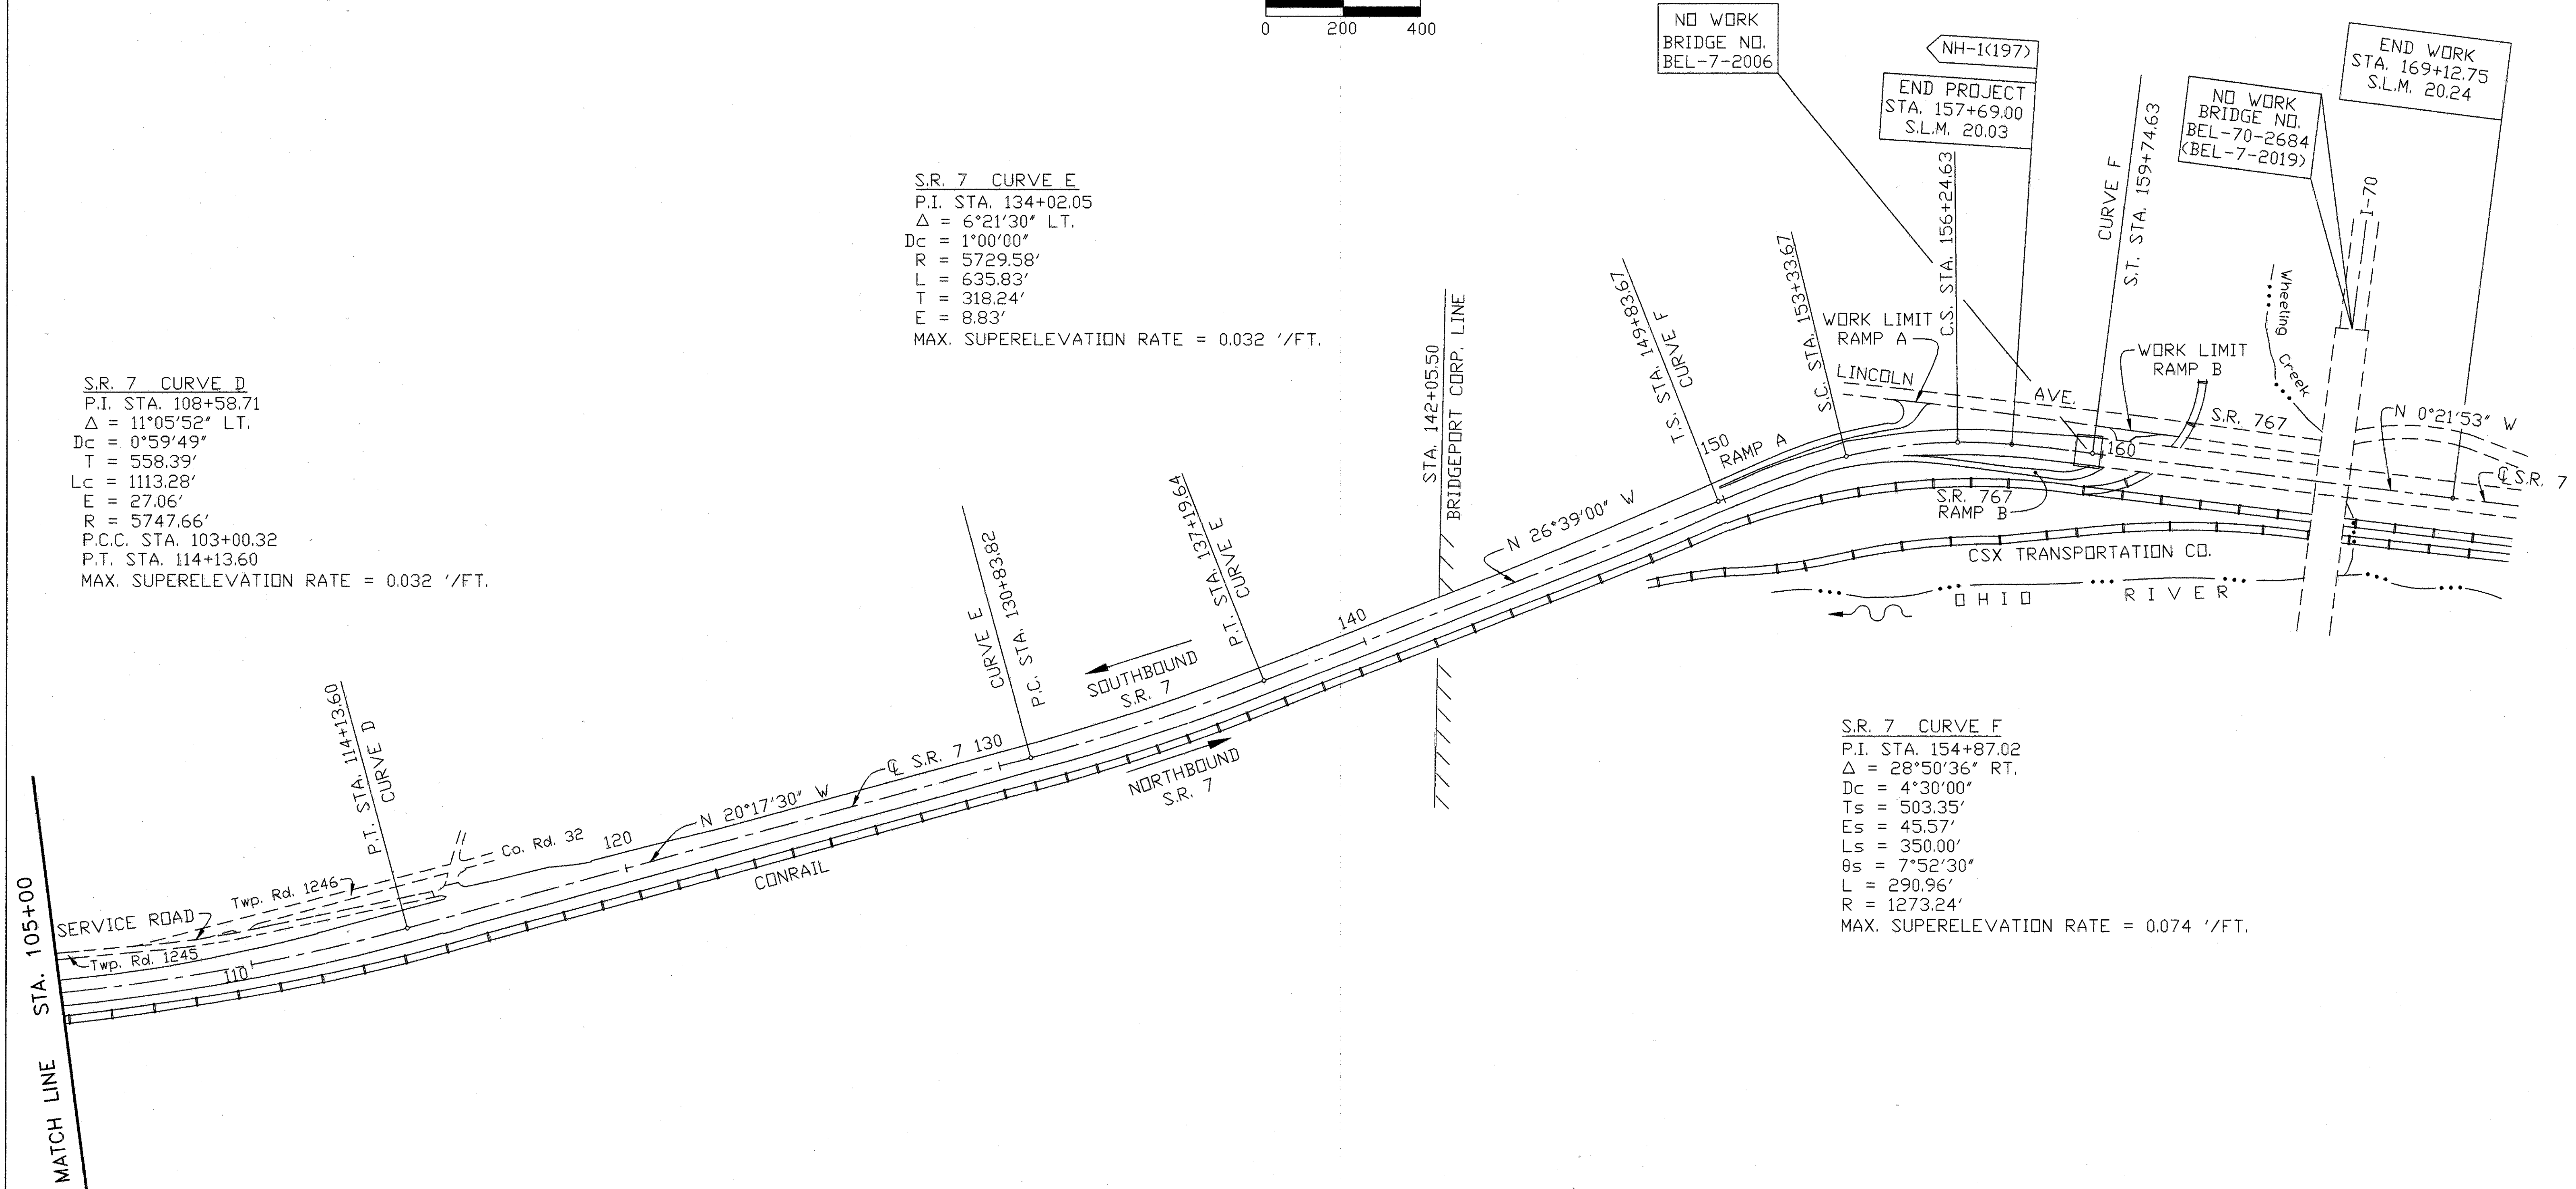 0 200 400
NO WORK
BRIDGE NO.
BEL-7-2006
NH-1(197)
END PROJECT
STA. 157+69.00
S.L.M. 20.03
END WORK
STA. 169+12.75
S.L.M. 20.24
NO WORK
BRIDGE NO.
BEL-70-2684
(BEL-7-2019)
S.R. 7 CURVE E
P.I. STA. 134+02.05
Δ = 6°21'30" LT.
Dc = 1°00'00"
R = 5729.58'
L = 635.83'
T = 318.24'
E = 8.83'
MAX. SUPERELEVATION RATE = 0.032 '/FT.
S.R. 7 CURVE D
P.I. STA. 108+58.71
Δ = 11°05'52" LT.
Dc = 0°59'49"
T = 558.39'
Lc = 1113.28'
E = 27.06'
R = 5747.66'
P.C.C. STA. 103+00.32
P.T. STA. 114+13.60
MAX. SUPERELEVATION RATE = 0.032 '/FT.
C.S. STA. 156+24.63
CURVE F
S.T. STA. 159+74.63
I-70
Wheeling Creek
S.C. STA. 153+33.67
T.S. STA. 149+83.67
CURVE F
WORK LIMIT
RAMP A
LINCOLN
AVE.
WORK LIMIT
RAMP B
S.R. 767
N 0°21'53" W
℄ S.R. 7
160
150
RAMP A
S.R. 767
RAMP B
CSX TRANSPORTATION CO.
OHIO RIVER
STA. 142+05.50
BRIDGEPORT CORP. LINE
N 26°39'00" W
140
P.T. STA. 137+19.64
CURVE E
CURVE E
P.C. STA. 130+83.82
SOUTHBOUND
S.R. 7
NORTHBOUND
S.R. 7
℄ S.R. 7
130
N 20°17'30" W
CONRAIL
120
Co. Rd. 32
P.T. STA. 114+13.60
CURVE D
Twp. Rd. 1246
SERVICE ROAD
Twp. Rd. 1245
110
MATCH LINE STA. 105+00
S.R. 7 CURVE F
P.I. STA. 154+87.02
Δ = 28°50'36" RT.
Dc = 4°30'00"
Ts = 503.35'
Es = 45.57'
Ls = 350.00'
θs = 7°52'30"
L = 290.96'
R = 1273.24'
MAX. SUPERELEVATION RATE = 0.074 '/FT.